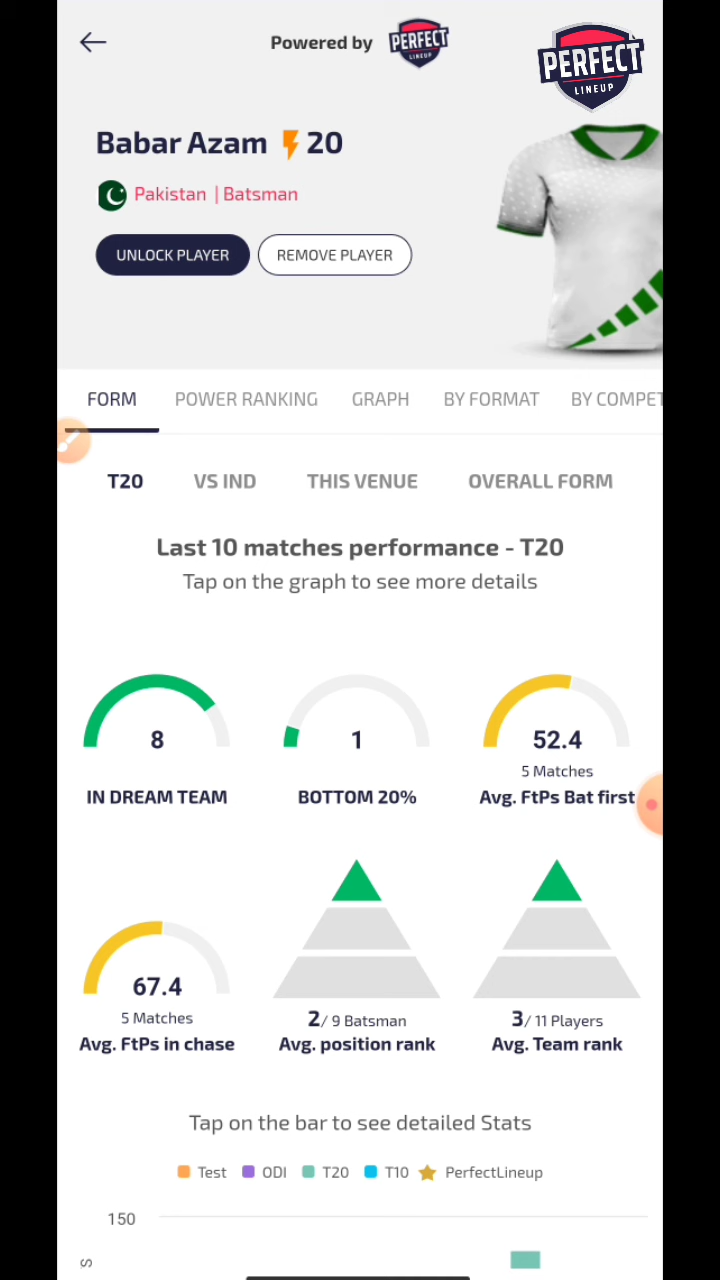 Powered by PERFECT LINEUP
PERFECT LINEUP
Babar Azam 20
Pakistan | Batsman
UNLOCK PLAYER REMOVE PLAYER
FORM POWER RANKING GRAPH BY FORMAT BY COMPET
T20 VS IND THIS VENUE OVERALL FORM
Last 10 matches performance - T20
Tap on the graph to see more details
8 1 52.4
5 Matches
IN DREAM TEAM BOTTOM 20% Avg. FtPs Bat first
67.4
5 Matches 2/ 9 Batsman 3/ 11 Players
Avg. FtPs in chase Avg. position rank Avg. Team rank
Tap on the bar to see detailed Stats
Test ODI T20 T10 PerfectLineup
150
s